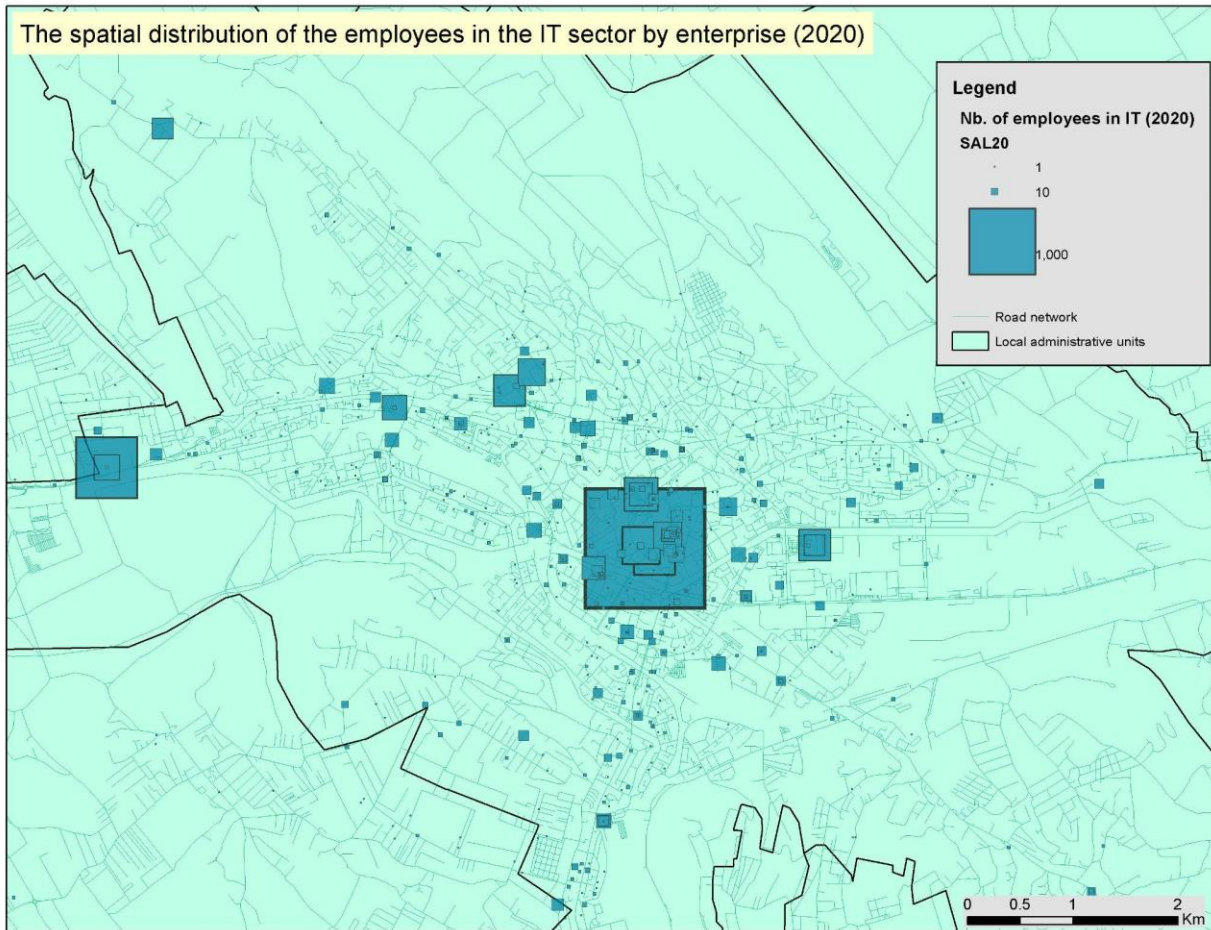 The spatial distribution of the employees in the IT sector by enterprise (2020)
Legend
Nb. of employees in IT (2020)
SAL20
1
10
1,000
Road network
Local administrative units
0 0.5 1 2
Km